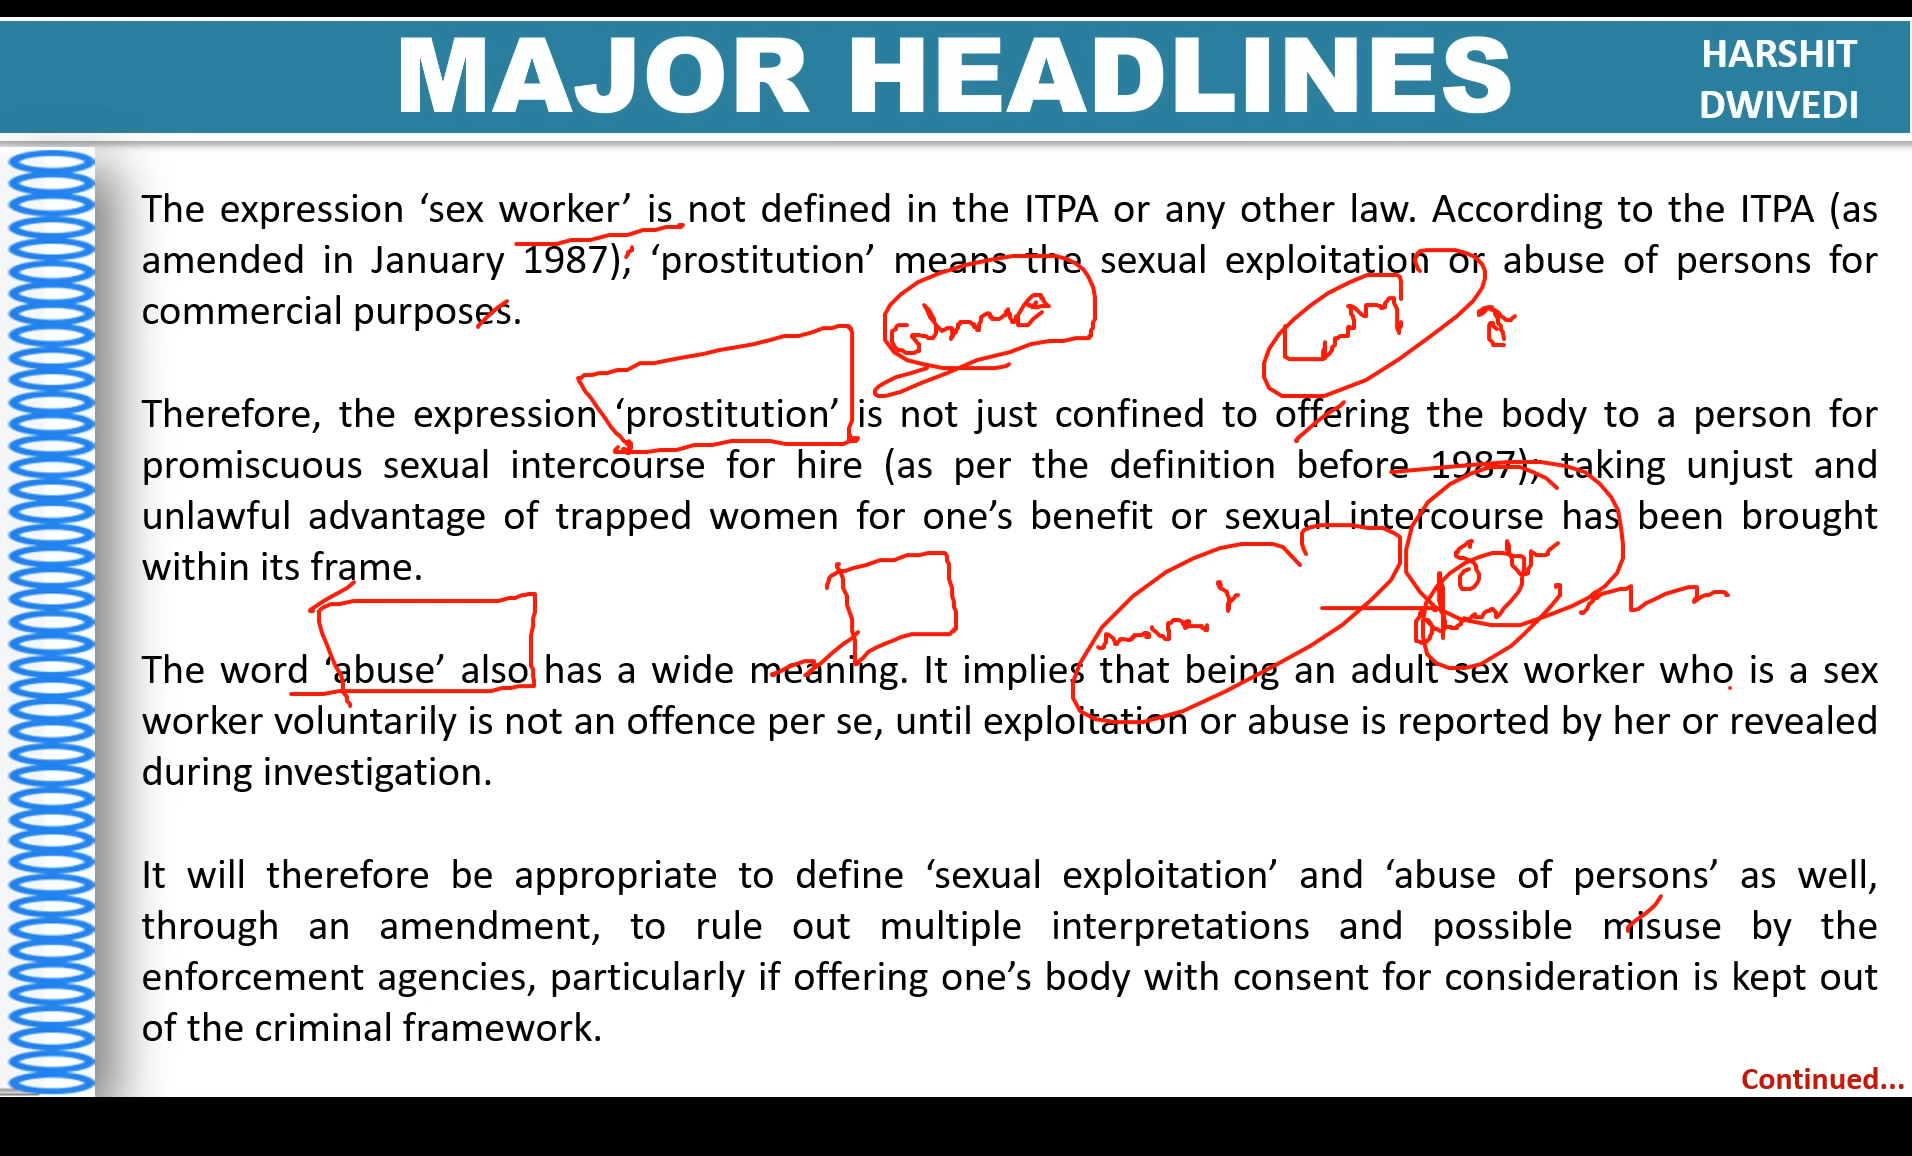 MAJOR HEADLINES
HARSHIT
DWIVEDI
The expression ‘sex worker’ is not defined in the ITPA or any other law. According to the ITPA (as
amended in January 1987), ‘prostitution’ means the sexual exploitation or abuse of persons for
commercial purposes.
Therefore, the expression ‘prostitution’ is not just confined to offering the body to a person for
promiscuous sexual intercourse for hire (as per the definition before 1987); taking unjust and
unlawful advantage of trapped women for one’s benefit or sexual intercourse has been brought
within its frame.
The word ‘abuse’ also has a wide meaning. It implies that being an adult sex worker who is a sex
worker voluntarily is not an offence per se, until exploitation or abuse is reported by her or revealed
during investigation.
It will therefore be appropriate to define ‘sexual exploitation’ and ‘abuse of persons’ as well,
through an amendment, to rule out multiple interpretations and possible misuse by the
enforcement agencies, particularly if offering one’s body with consent for consideration is kept out
of the criminal framework.
Continued...